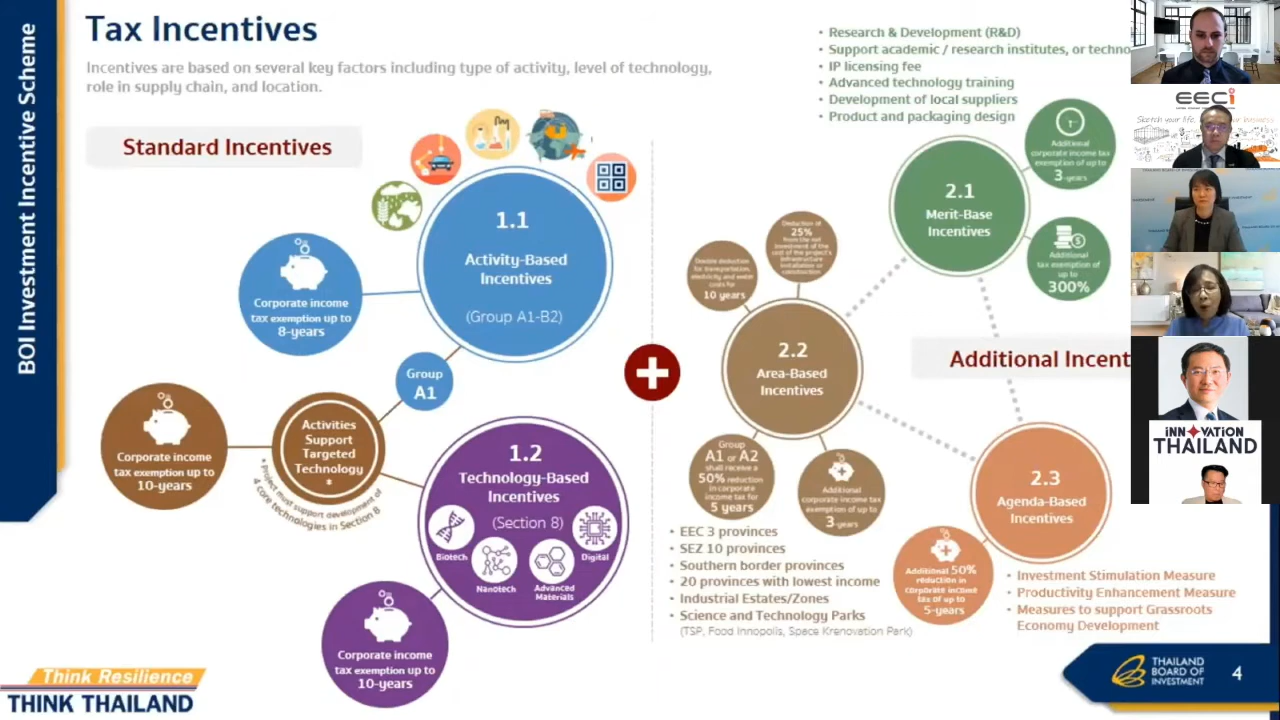 BOI Investment Incentive Scheme
Tax Incentives
Incentives are based on several key factors including type of activity, level of technology,
role in supply chain, and location.
Standard Incentives
1.1
Activity-Based
Incentives
(Group A1-B2)
Corporate income
tax exemption up to
8-years
Group
A1
Activities
Support
Targeted
Technology
*
* Project must support development of
4 core technologies in Section 8
Corporate income
tax exemption up to
10-years
1.2
Technology-Based
Incentives
(Section 8)
Biotech
Nanotech
Advanced
Materials
Digital
Corporate income
tax exemption up to
10-years
• Research & Development (R&D)
• Support academic / research institutes, or techno
• IP licensing fee
• Advanced technology training
• Development of local suppliers
• Product and packaging design
2.1
Merit-Base
Incentives
Additional
corporate income tax
exemption of up to
3-years
Additional
tax exemption of
up to
300%
Additional Incent
2.2
Area-Based
Incentives
Deduction of
25%
from the net
investment of the
cost of the project's
infrastructure
installation or
construction
Double deduction
for transportation,
electricity and water
costs for
10 years
Group
A1 or A2
shall receive a
50% reduction
in corporate
income tax for
5 years
Additional
corporate income tax
exemption of up to
3-years
• EEC 3 provinces
• SEZ 10 provinces
• Southern border provinces
• 20 provinces with lowest income
• Industrial Estates/Zones
• Science and Technology Parks
(TSP, Food Innopolis, Space Krenovation Park)
2.3
Agenda-Based
Incentives
Additional 50%
reduction in
corporate income
tax of up to
5-years
• Investment Stimulation Measure
• Productivity Enhancement Measure
• Measures to support Grassroots
Economy Development
Think Resilience
THINK THAILAND
THAILAND
BOARD OF
INVESTMENT
4
EECi
Sketch your life,
INNOVATION
THAILAND